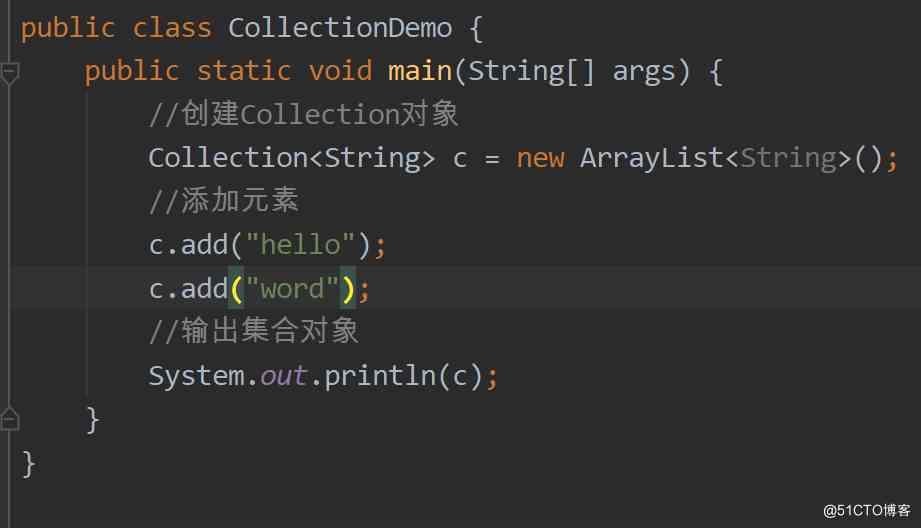 public class CollectionDemo {
    public static void main(String[] args) {
        //创建Collection对象
        Collection<String> c = new ArrayList<String>();
        //添加元素
        c.add("hello");
        c.add("word");
        //输出集合对象
        System.out.println(c);
    }
}
@51CTO博客